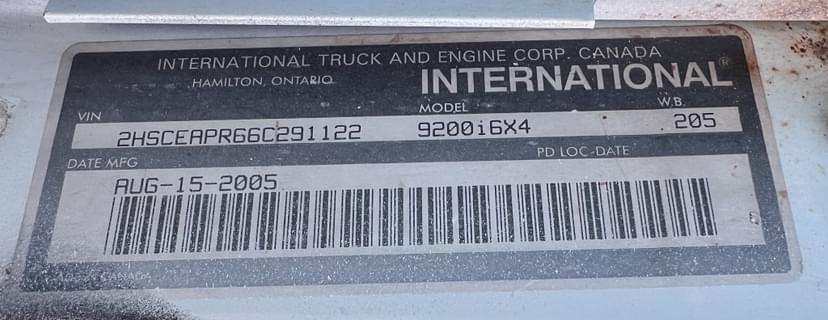 INTERNATIONAL TRUCK AND ENGINE CORP. CANADA
HAMILTON, ONTARIO
INTERNATIONAL®
VIN MODEL W.B.
2HSCEAPR66C291122 9200i6X4 205
DATE MFG PD LOC-DATE
AUG-15-2005
CANADA